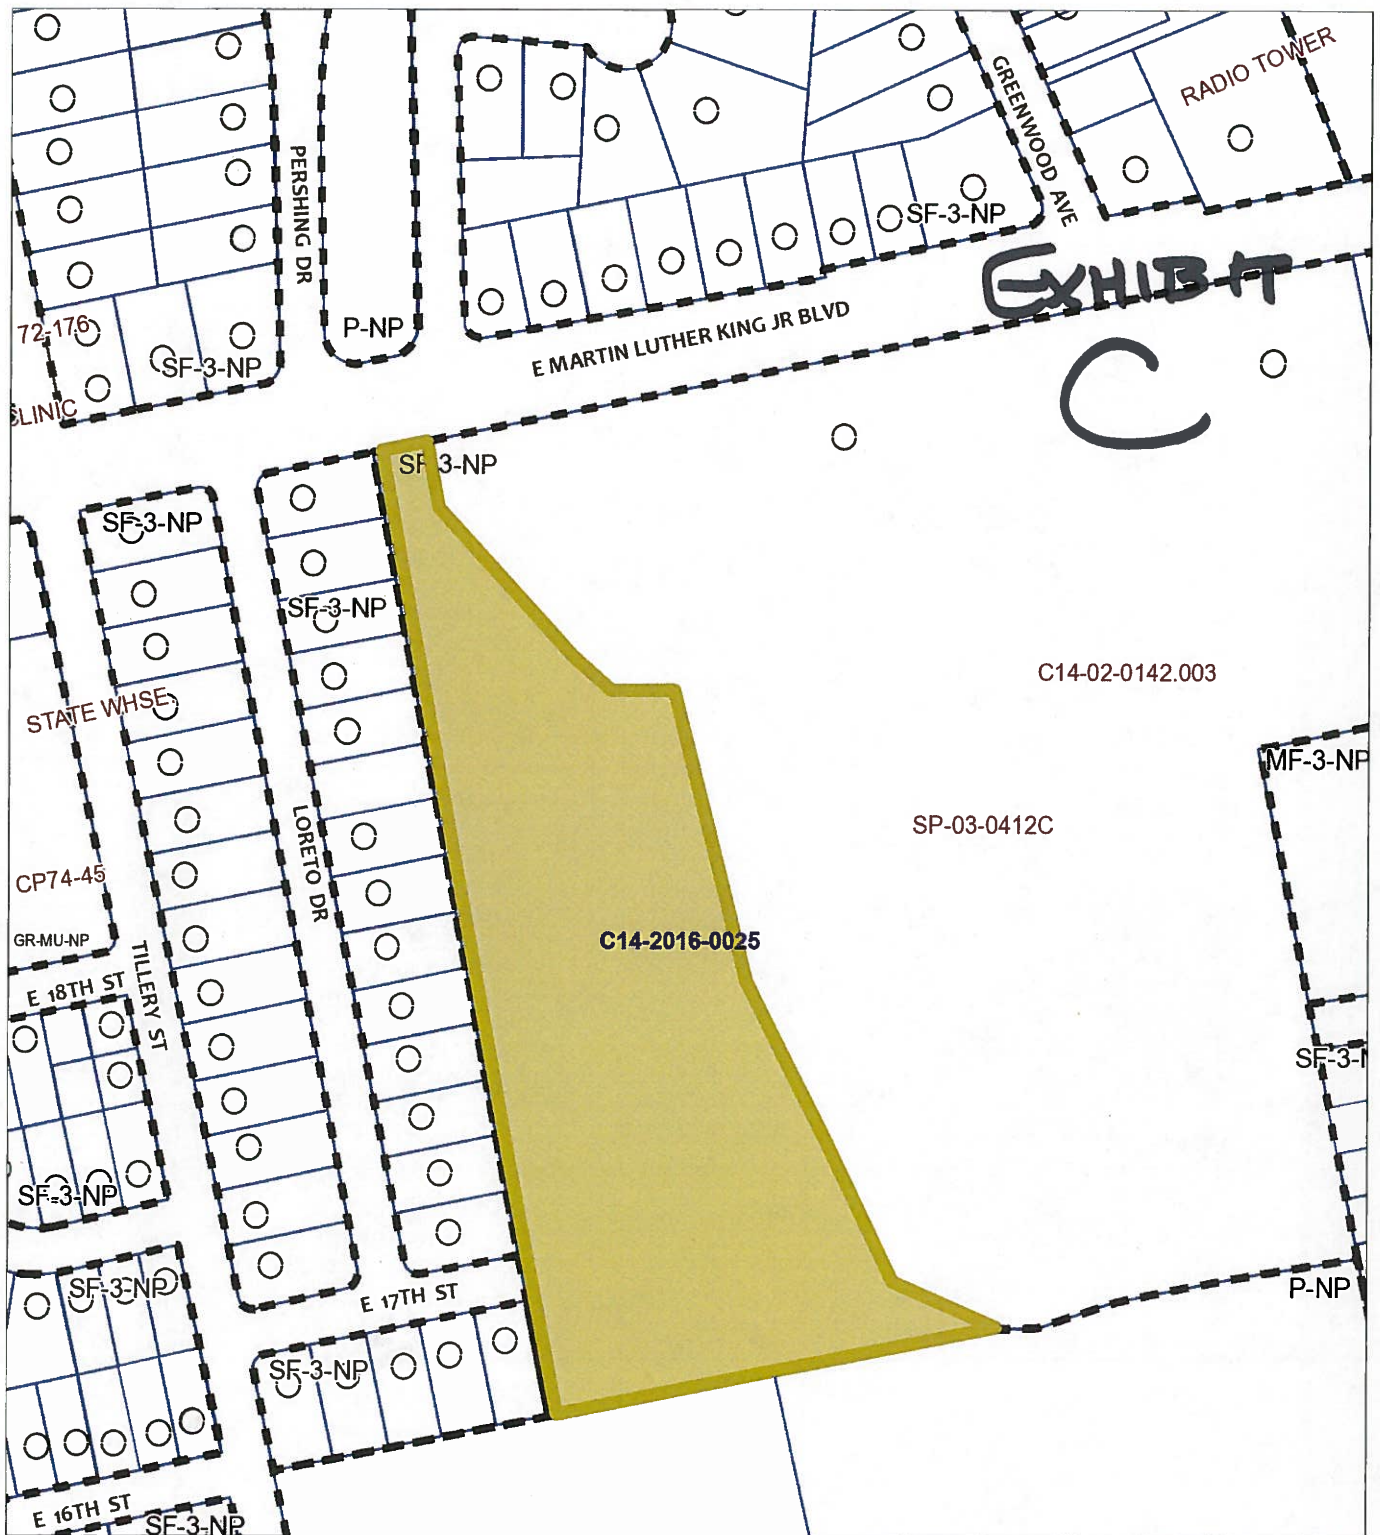 RADIO TOWER
GREENWOOD AVE
PERSHING DR
SF-3-NP
EXHIBIT
C
72-176
P-NP
E MARTIN LUTHER KING JR BLVD
SF-3-NP
CLINIC
SF-3-NP
SF-3-NP
SF-3-NP
C14-02-0142.003
STATE WHSE.
MF-3-NP
SP-03-0412C
LORETO DR
CP74-45
GR-MU-NP
C14-2016-0025
TILLERY ST
E 18TH ST
SF-3-N
SF-3-NP
SF-3-NP
E 17TH ST
P-NP
SF-3-NP
E 16TH ST
SF-3-NP